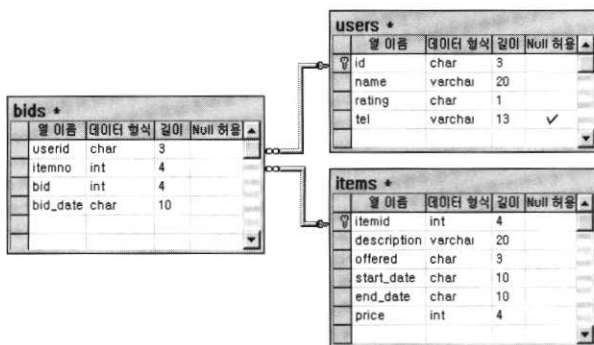 users *
열 이름 데이터 형식 길이 Null 허용
id char 3
name varchar 20
rating char 1
tel varchar 13 ✓
bids *
열 이름 데이터 형식 길이 Null 허용
userid char 3
itemno int 4
bid int 4
bid_date char 10
items *
열 이름 데이터 형식 길이 Null 허용
itemid int 4
description varchar 20
offered char 3
start_date char 10
end_date char 10
price int 4